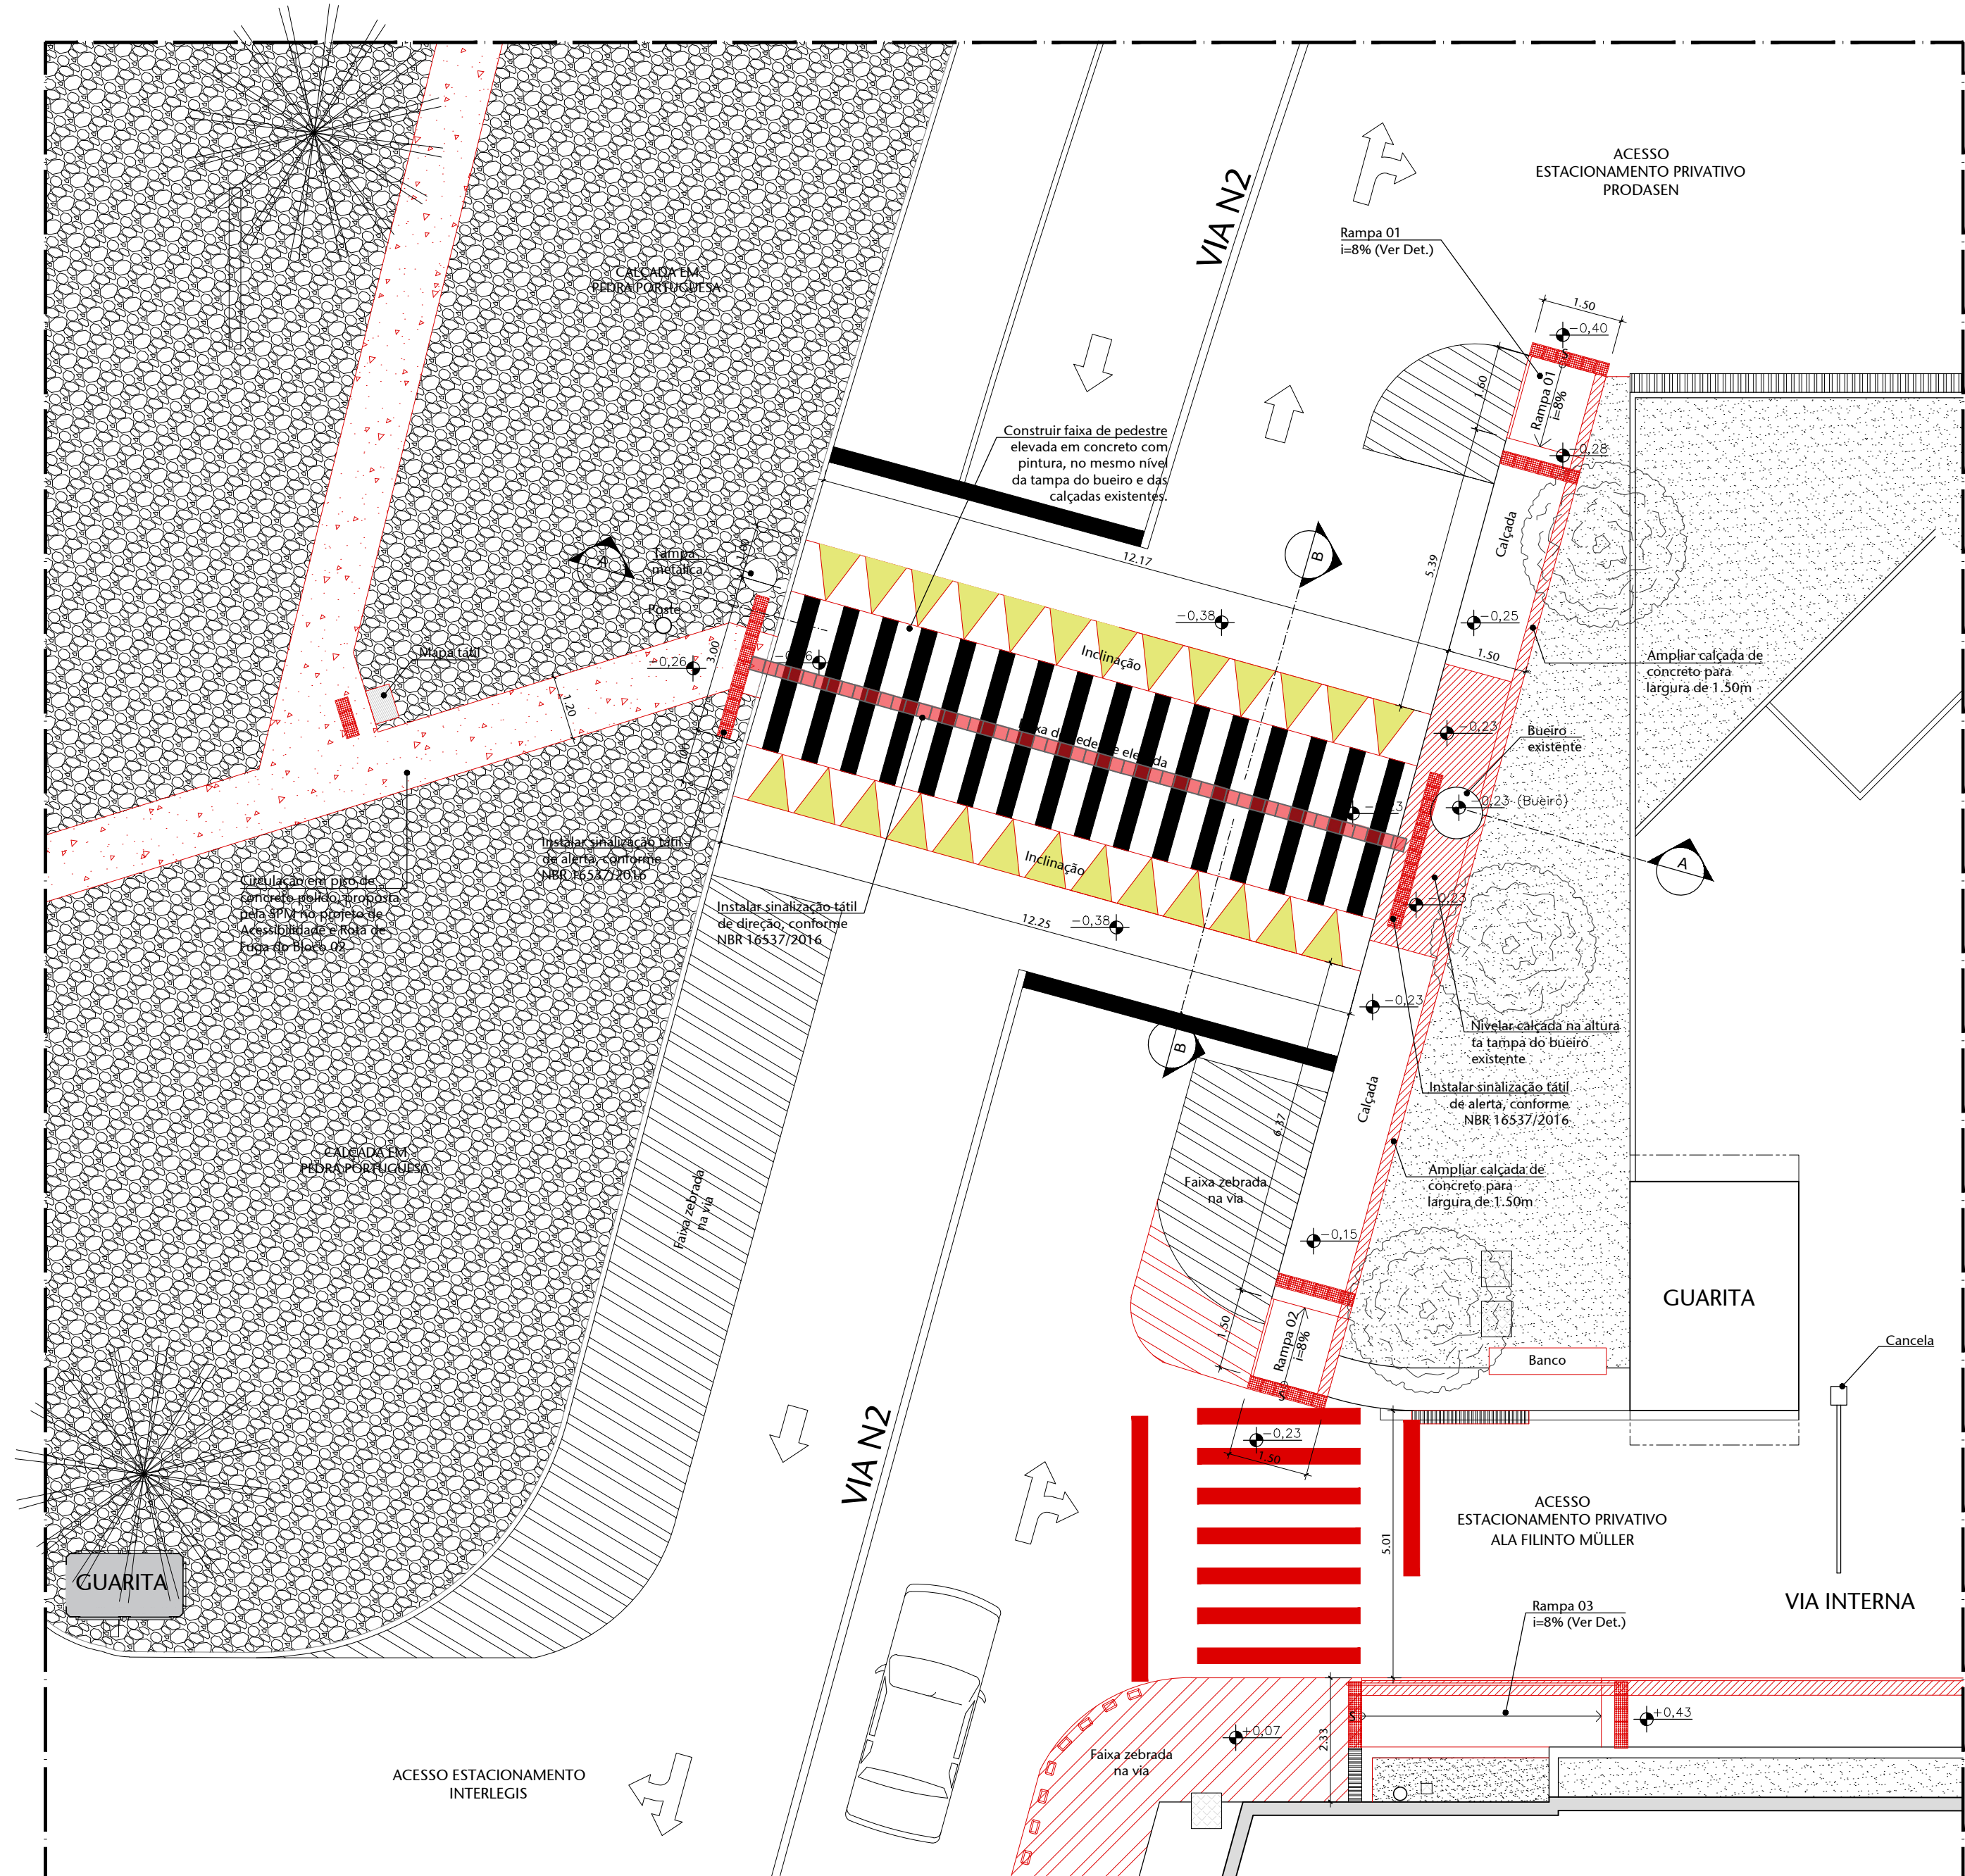 ACESSO
ESTACIONAMENTO PRIVATIVO
PRODASEN
VIA N2
Rampa 01
i=8% (Ver Det.)
1.50
-0,40
S
1.60
Rampa 01
i=8%
-0,28
CALÇADA EM
PEDRA PORTUGUESA
Construir faixa de pedestre
elevada em concreto com
pintura, no mesmo nível
da tampa do bueiro e das
calçadas existentes.
Calçada
A
Tampa
metálica
Poste
12.17
B
5.39
-0,38
-0,25
1.50
Ampliar calçada de
concreto para
largura de 1.50m
Mapa tátil
-0,26
3.00
1.20
Inclinação
-0,23
Bueiro
existente
-0,23 (Bueiro)
A
Instalar sinalização tátil
de alerta, conforme
NBR 16537/2016
Inclinação
Circulação em piso de
concreto polido, proposta
pela SPM no projeto de
Acessibilidade e Rota de
Fuga do Bloco 02
Instalar sinalização tátil
de direção, conforme
NBR 16537/2016
12.25
-0,38
-0,23
-0,23
Nivelar calçada na altura
ta tampa do bueiro
existente
B
Instalar sinalização tátil
de alerta, conforme
NBR 16537/2016
Calçada
6.37
CALÇADA EM
PEDRA PORTUGUESA
Faixa zebrada
na via
Faixa zebrada
na via
Ampliar calçada de
concreto para
largura de 1.50m
-0,15
GUARITA
Rampa 02
i=8%
1.50
S
Banco
Cancela
VIA N2
-0,23
1.50
ACESSO
ESTACIONAMENTO PRIVATIVO
ALA FILINTO MÜLLER
5.01
GUARITA
VIA INTERNA
Rampa 03
i=8% (Ver Det.)
S
+0,43
+0,07
2.33
Faixa zebrada
na via
ACESSO ESTACIONAMENTO
INTERLEGIS